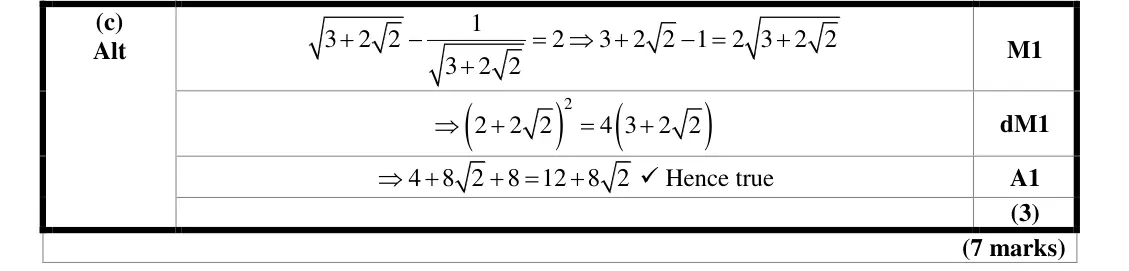 (c)
Alt
√(3+2√2) − 1/√(3+2√2) = 2 ⇒ 3+2√2 −1 = 2√(3+2√2)
M1
⇒ (2+2√2)² = 4(3+2√2)
dM1
⇒ 4+8√2+8 = 12+8√2 ✓ Hence true
A1
(3)
(7 marks)